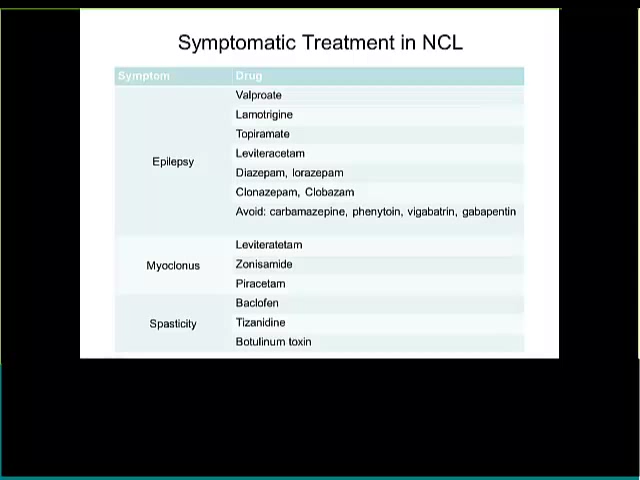 Symptomatic Treatment in NCL
Symptom Drug
Epilepsy
Valproate
Lamotrigine
Topiramate
Leviteracetam
Diazepam, lorazepam
Clonazepam, Clobazam
Avoid: carbamazepine, phenytoin, vigabatrin, gabapentin
Myoclonus
Leviteratetam
Zonisamide
Piracetam
Spasticity
Baclofen
Tizanidine
Botulinum toxin